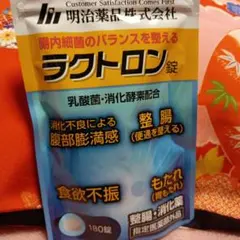 Customer Satisfaction Comes First
明治薬品株式会社
腸内細菌のバランスを整える
ラクトロン錠
乳酸菌・消化酵素配合
消化不良による
腹部膨満感
整腸
(便通を整える)
食欲不振
もたれ
(胃もたれ)
180錠
整腸・消化薬
指定医薬部外品